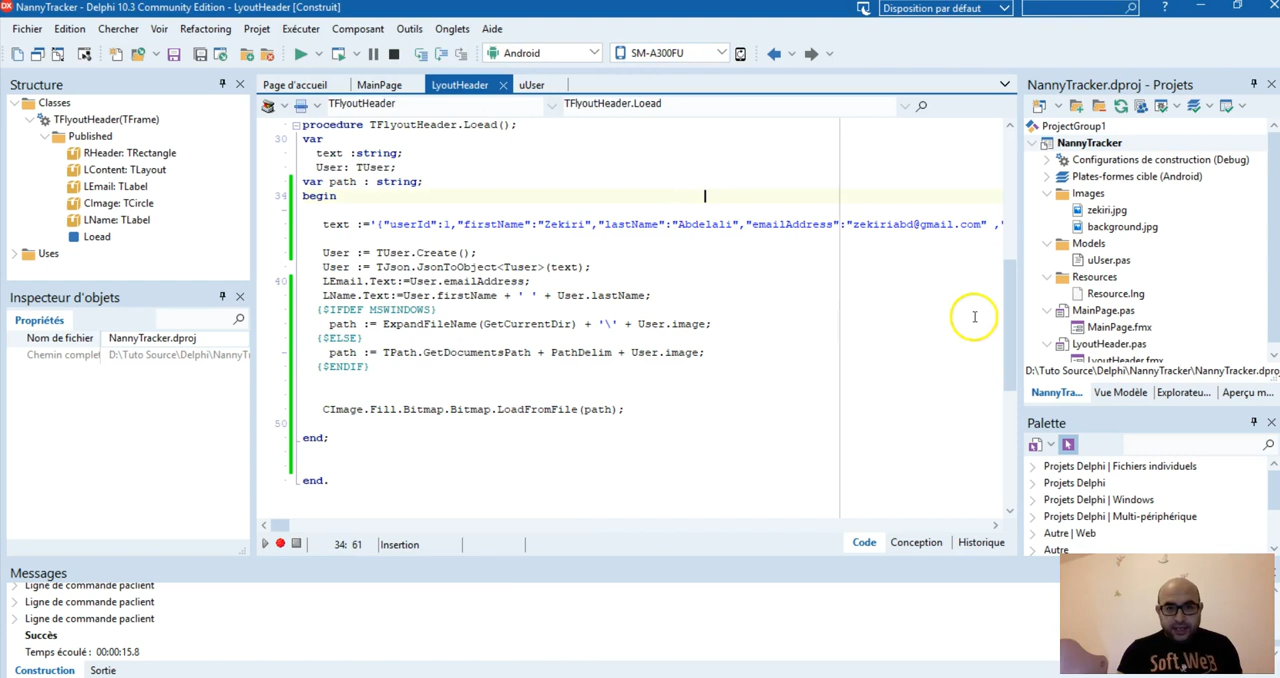 NannyTracker - Delphi 10.3 Community Edition - LyoutHeader [Construit]
Disposition par défaut
Fichier Edition Chercher Voir Refactoring Projet Exécuter Composant Outils Onglets Aide
Android
SM-A300FU
Structure
Classes
TFlyoutHeader(TFrame)
Published
RHeader: TRectangle
LContent: TLayout
LEmail: TLabel
CImage: TCircle
LName: TLabel
Loead
Uses
Inspecteur d'objets
Propriétés
Nom de fichier NannyTracker.dproj
Chemin complet D:\Tuto Source\Delphi\NannyT
Page d'accueil MainPage LyoutHeader uUser
TFlyoutHeader TFlyoutHeader.Loead
procedure TFlyoutHeader.Loead();
30 var
text :string;
User: TUser;
var path : string;
34 begin
text :='{"userId":1,"firstName":"Zekiri","lastName":"Abdelali","emailAddress":"zekiriabd@gmail.com" ,"
User := TUser.Create();
User := TJson.JsonToObject<Tuser>(text);
40 LEmail.Text:=User.emailAddress;
LName.Text:=User.firstName + ' ' + User.lastName;
{$IFDEF MSWINDOWS}
path := ExpandFileName(GetCurrentDir) + '\' + User.image;
{$ELSE}
path := TPath.GetDocumentsPath + PathDelim + User.image;
{$ENDIF}
CImage.Fill.Bitmap.Bitmap.LoadFromFile(path);
50
end;
end.
34: 61 Insertion
Code Conception Historique
NannyTracker.dproj - Projets
ProjectGroup1
NannyTracker
Configurations de construction (Debug)
Plates-formes cible (Android)
Images
zekiri.jpg
background.jpg
Models
uUser.pas
Resources
Resource.lng
MainPage.pas
MainPage.fmx
LyoutHeader.pas
LyoutHeader.fmx
D:\Tuto Source\Delphi\NannyTracker\NannyTracker.dproj
NannyTra... Vue Modèle Explorateu... Aperçu m...
Palette
Projets Delphi | Fichiers individuels
Projets Delphi
Projets Delphi | Windows
Projets Delphi | Multi-périphérique
Autre | Web
Autre
Messages
Ligne de commande paclient
Ligne de commande paclient
Ligne de commande paclient
Succès
Temps écoulé : 00:00:15.8
Construction Sortie
Soft.WeB